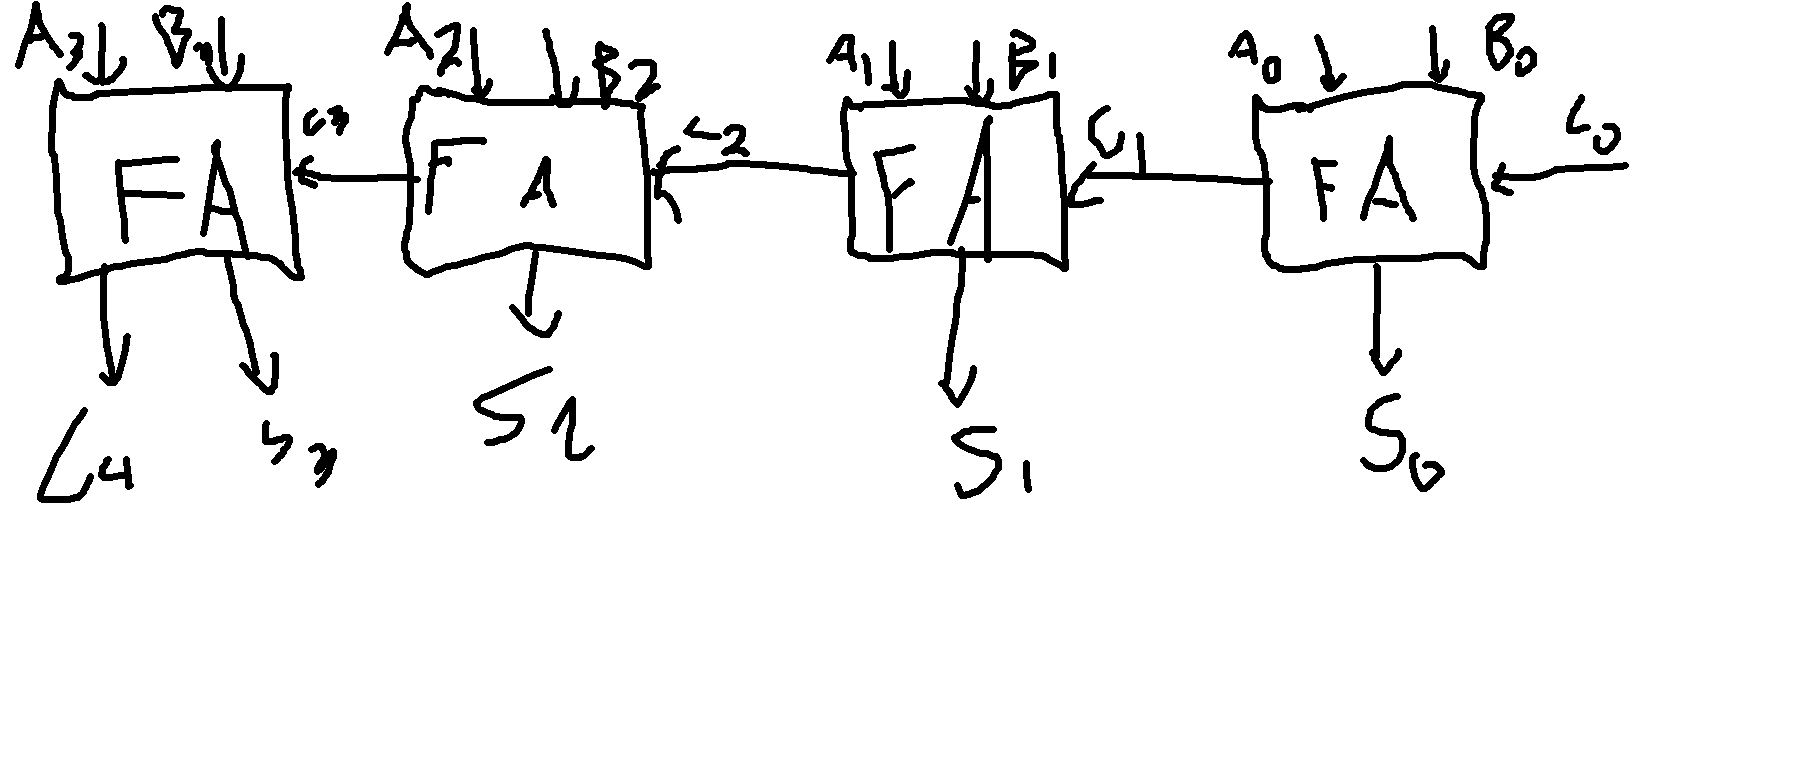 A3 B3 A2 B2 A1 B1 A0 B0
C3 C2 C1 C0
FA FA FA FA
C4 S3 S2 S1 S0